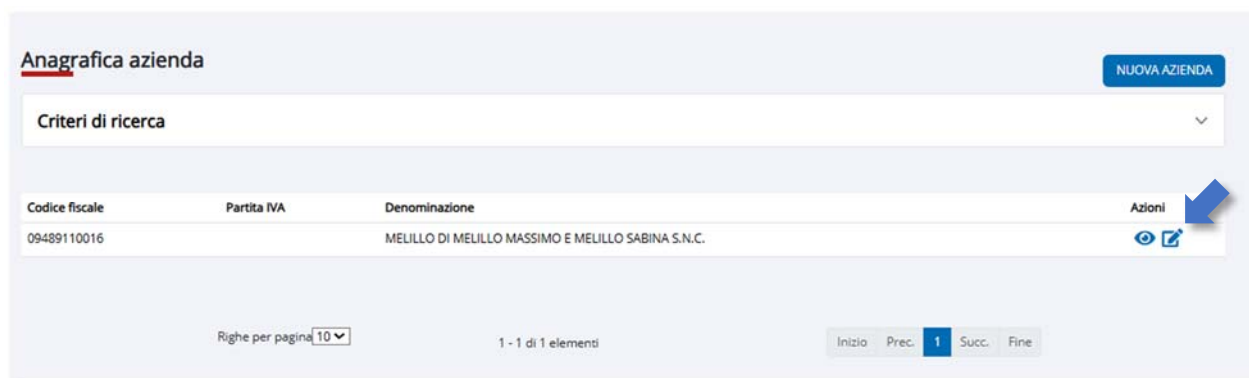 Anagrafica azienda
NUOVA AZIENDA
Criteri di ricerca
Codice fiscale Partita IVA Denominazione Azioni
09489110016 MELILLO DI MELILLO MASSIMO E MELILLO SABINA S.N.C.
Righe per pagina 10 1 - 1 di 1 elementi Inizio Prec. 1 Succ. Fine